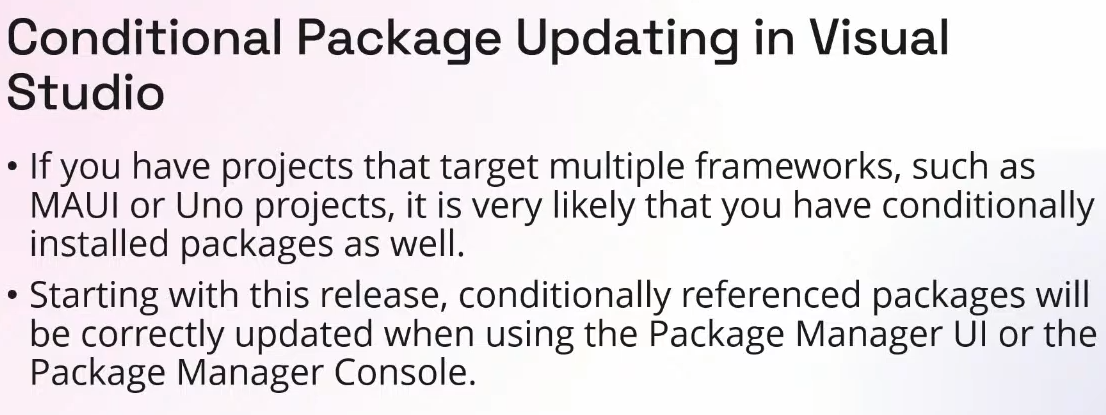 Conditional Package Updating in Visual
Studio
• If you have projects that target multiple frameworks, such as
MAUI or Uno projects, it is very likely that you have conditionally
installed packages as well.
• Starting with this release, conditionally referenced packages will
be correctly updated when using the Package Manager UI or the
Package Manager Console.